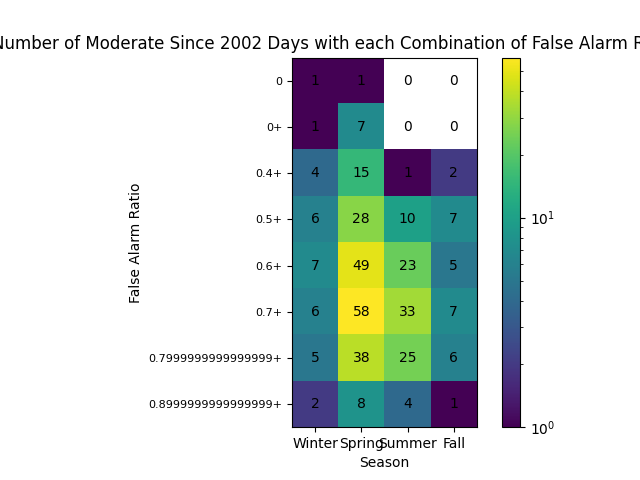 Number of Moderate Since 2002 Days with each Combination of False Alarm
0 1 1 0 0
0+ 1 7 0 0
0.4+ 4 15 1 2
0.5+ 6 28 10 7
0.6+ 7 49 23 5
0.7+ 6 58 33 7
0.7999999999999999+ 5 38 25 6
0.8999999999999999+ 2 8 4 1
Winter Spring Summer Fall
Season
False Alarm Ratio
10¹
10⁰